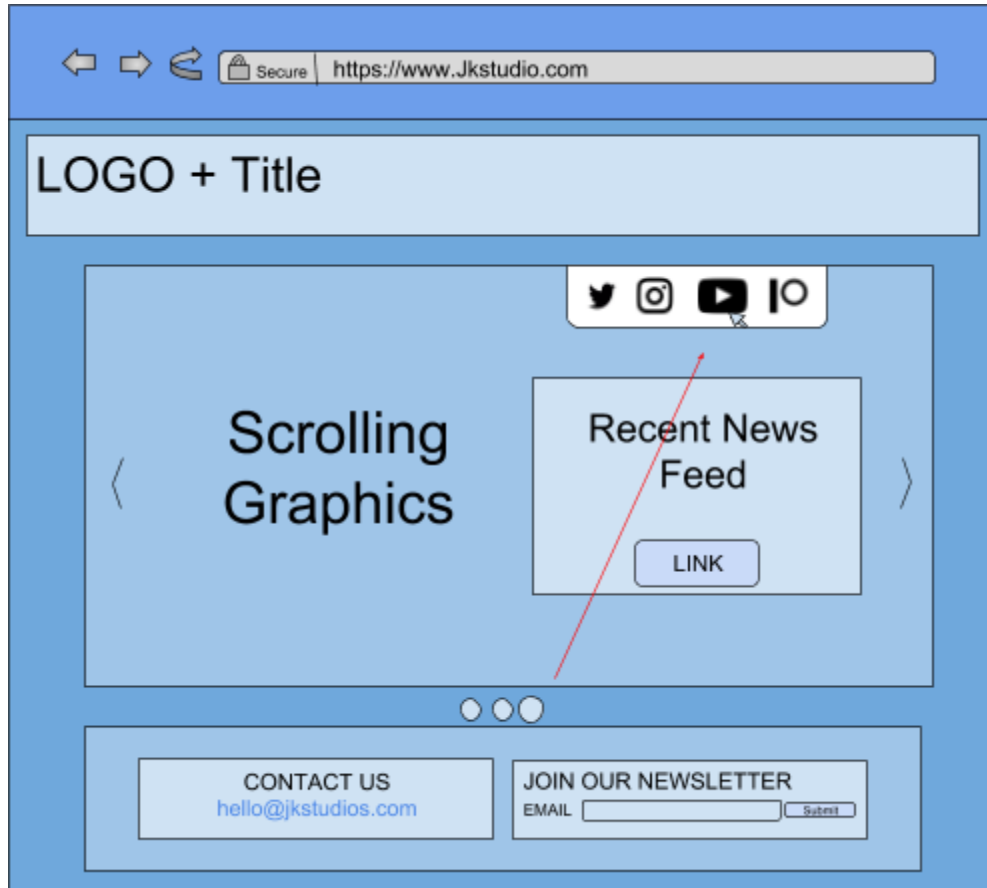 Secure
https://www.Jkstudio.com
LOGO + Title
Scrolling
Graphics
Recent News
Feed
LINK
CONTACT US
hello@jkstudios.com
JOIN OUR NEWSLETTER
EMAIL
Submit